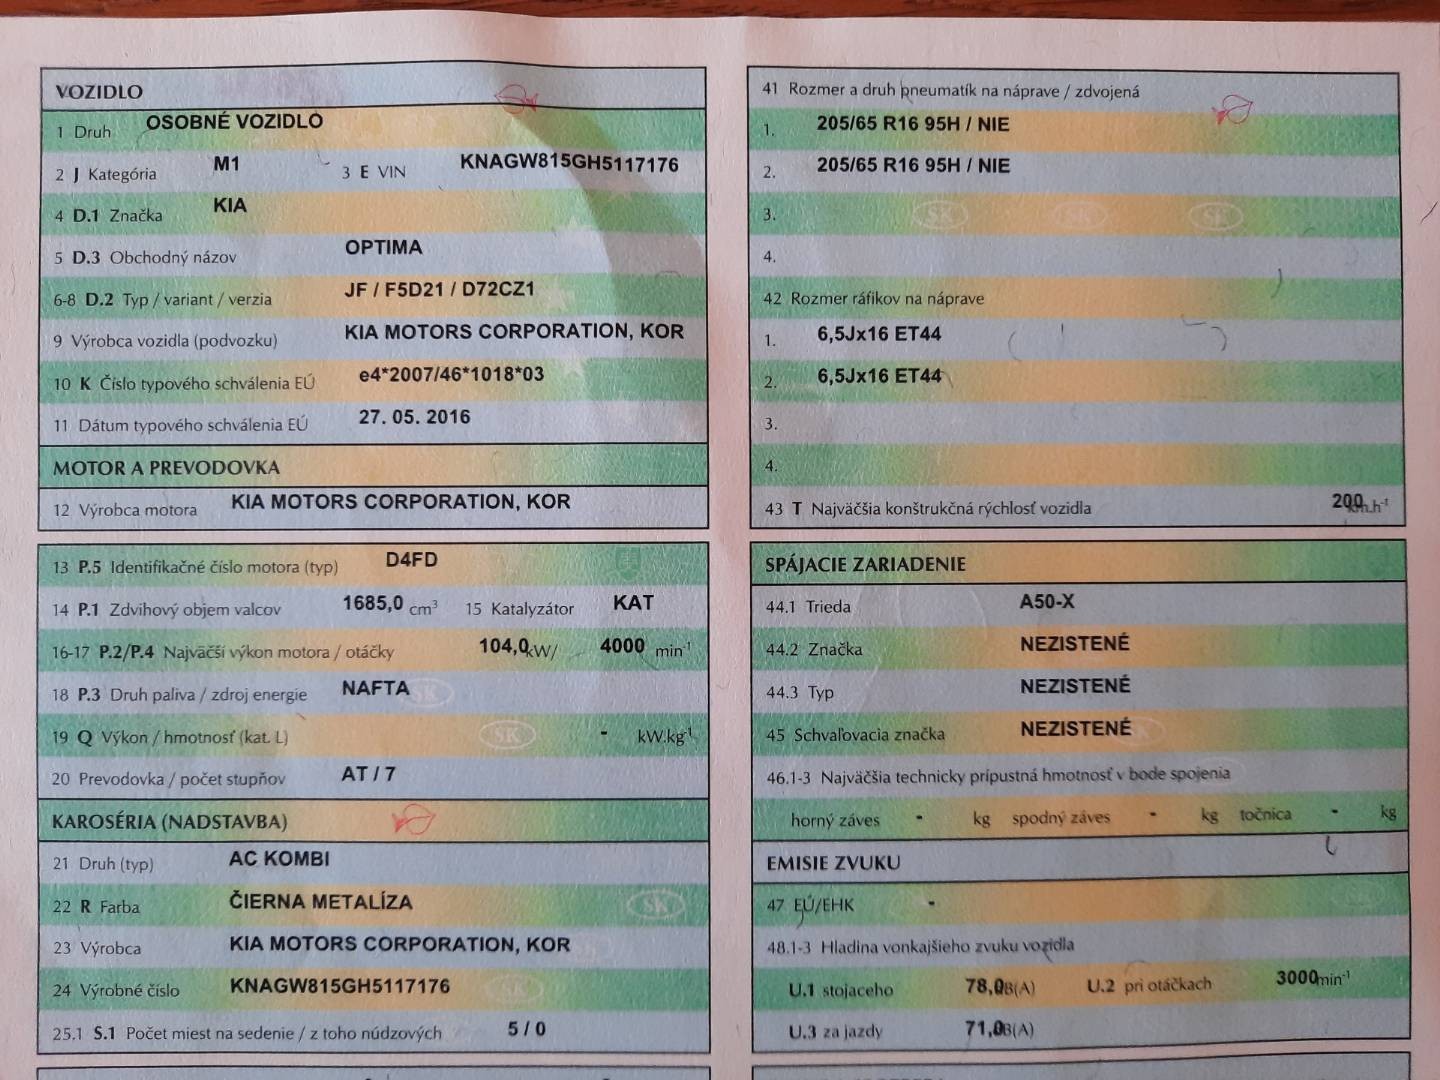 VOZIDLO
1 Druh OSOBNÉ VOZIDLO
2 J Kategória M1 3 E VIN KNAGW815GH5117176
4 D.1 Značka KIA
5 D.3 Obchodný názov OPTIMA
6-8 D.2 Typ / variant / verzia JF / F5D21 / D72CZ1
9 Výrobca vozidla (podvozku) KIA MOTORS CORPORATION, KOR
10 K Číslo typového schválenia EÚ e4*2007/46*1018*03
11 Dátum typového schválenia EÚ 27. 05. 2016
MOTOR A PREVODOVKA
12 Výrobca motora KIA MOTORS CORPORATION, KOR
13 P.5 Identifikačné číslo motora (typ) D4FD
14 P.1 Zdvihový objem valcov 1685,0 cm³ 15 Katalyzátor KAT
16-17 P.2/P.4 Najväčší výkon motora / otáčky 104,0 kW/ 4000 min⁻¹
18 P.3 Druh paliva / zdroj energie NAFTA
19 Q Výkon / hmotnosť (kat. L) - kW.kg⁻¹
20 Prevodovka / počet stupňov AT / 7
KAROSÉRIA (NADSTAVBA)
21 Druh (typ) AC KOMBI
22 R Farba ČIERNA METALÍZA
23 Výrobca KIA MOTORS CORPORATION, KOR
24 Výrobné číslo KNAGW815GH5117176
25.1 S.1 Počet miest na sedenie / z toho núdzových 5 / 0
41 Rozmer a druh pneumatík na náprave / zdvojená
1. 205/65 R16 95H / NIE
2. 205/65 R16 95H / NIE
3.
SK SK SK
4.
42 Rozmer ráfikov na náprave
1. 6,5Jx16 ET44
2. 6,5Jx16 ET44
3.
4.
43 T Najväčšia konštrukčná rýchlosť vozidla 200 km.h⁻¹
SPÁJACIE ZARIADENIE
44.1 Trieda A50-X
44.2 Značka NEZISTENÉ
44.3 Typ NEZISTENÉ
45 Schvaľovacia značka NEZISTENÉ
46.1-3 Najväčšia technicky prípustná hmotnosť v bode spojenia
horný záves - kg spodný záves - kg točnica - kg
EMISIE ZVUKU
47 EÚ/EHK -
48.1-3 Hladina vonkajšieho zvuku vozidla
U.1 stojaceho 78,0 dB(A) U.2 pri otáčkach 3000 min⁻¹
U.3 za jazdy 71,0 dB(A)